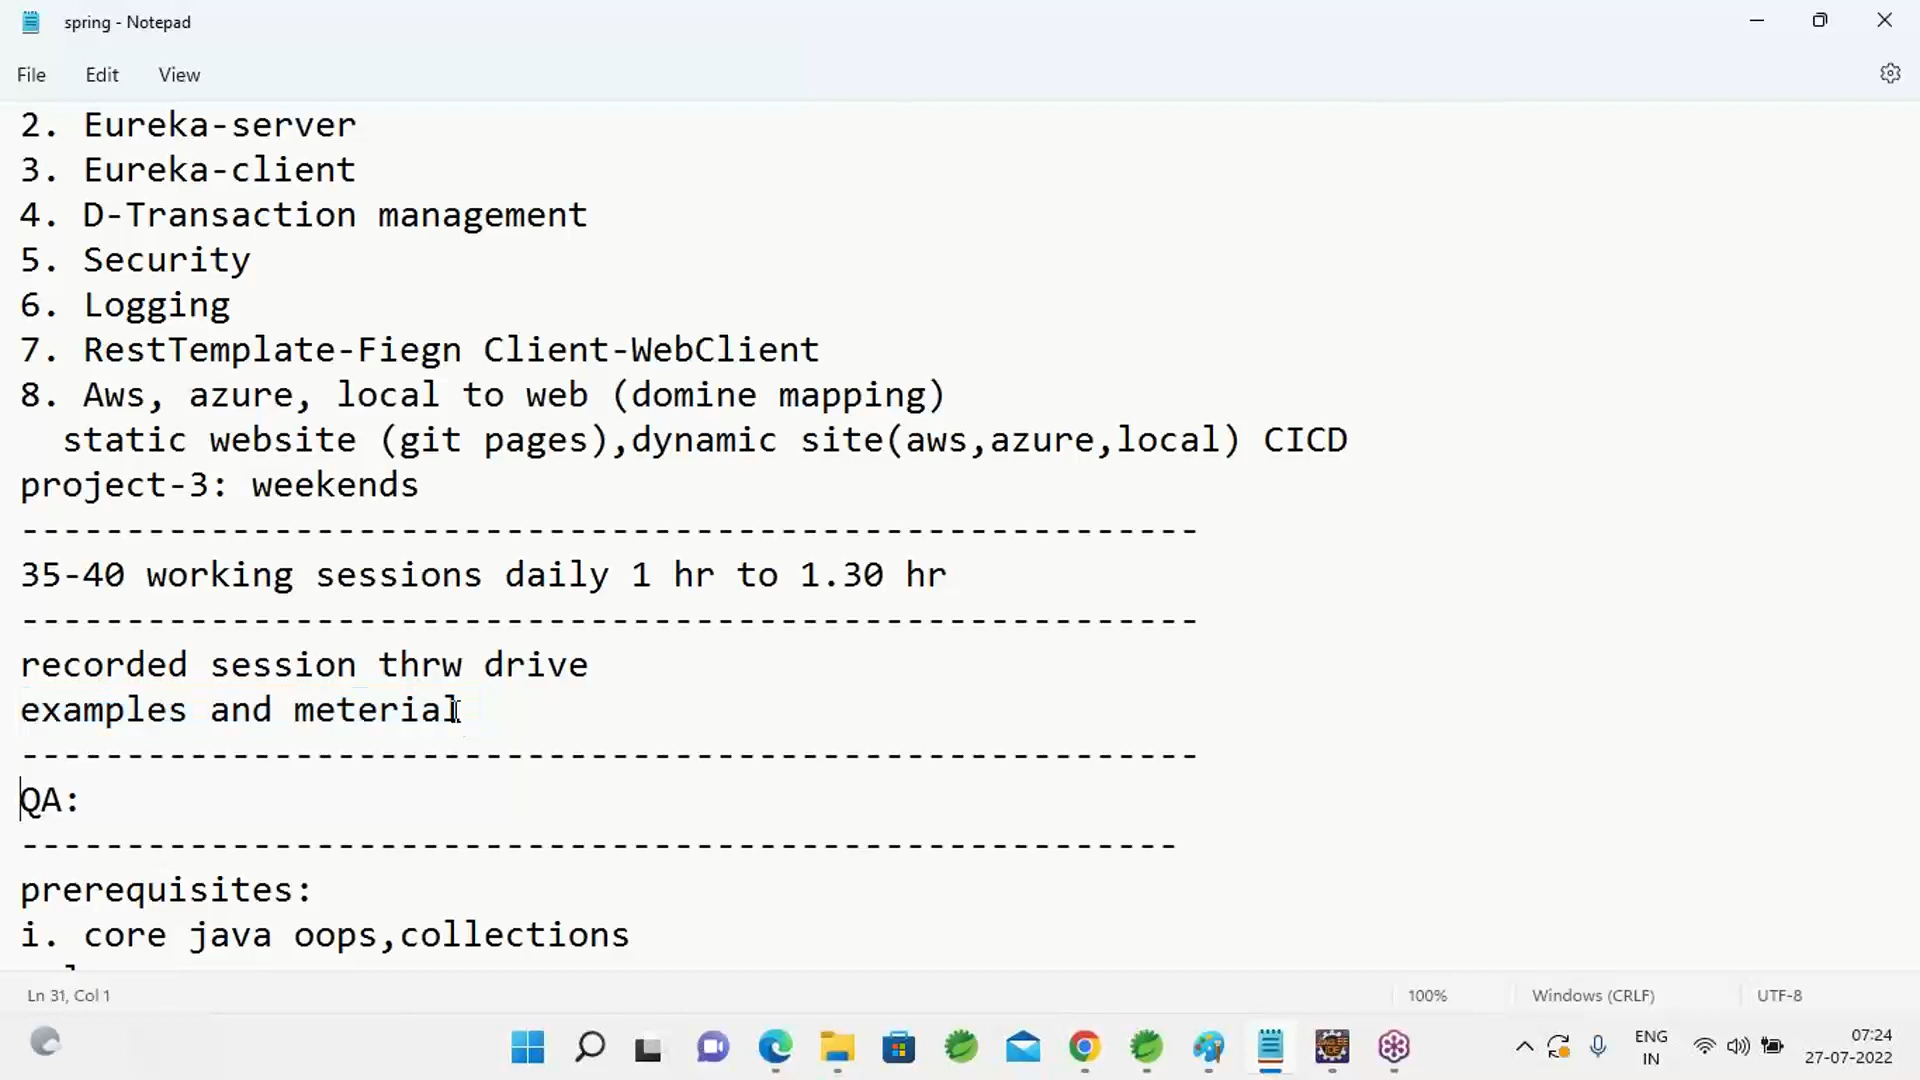 spring - Notepad
File Edit View
2. Eureka-server
3. Eureka-client
4. D-Transaction management
5. Security
6. Logging
7. RestTemplate-Fiegn Client-WebClient
8. Aws, azure, local to web (domine mapping)
static website (git pages),dynamic site(aws,azure,local) CICD
project-3: weekends
--------------------------------------------------------
35-40 working sessions daily 1 hr to 1.30 hr
--------------------------------------------------------
recorded session thrw drive
examples and meterial
--------------------------------------------------------
QA:
-------------------------------------------------------
prerequisites:
i. core java oops,collections
Ln 31, Col 1 100% Windows (CRLF) UTF-8
ENG
IN
07:24
27-07-2022